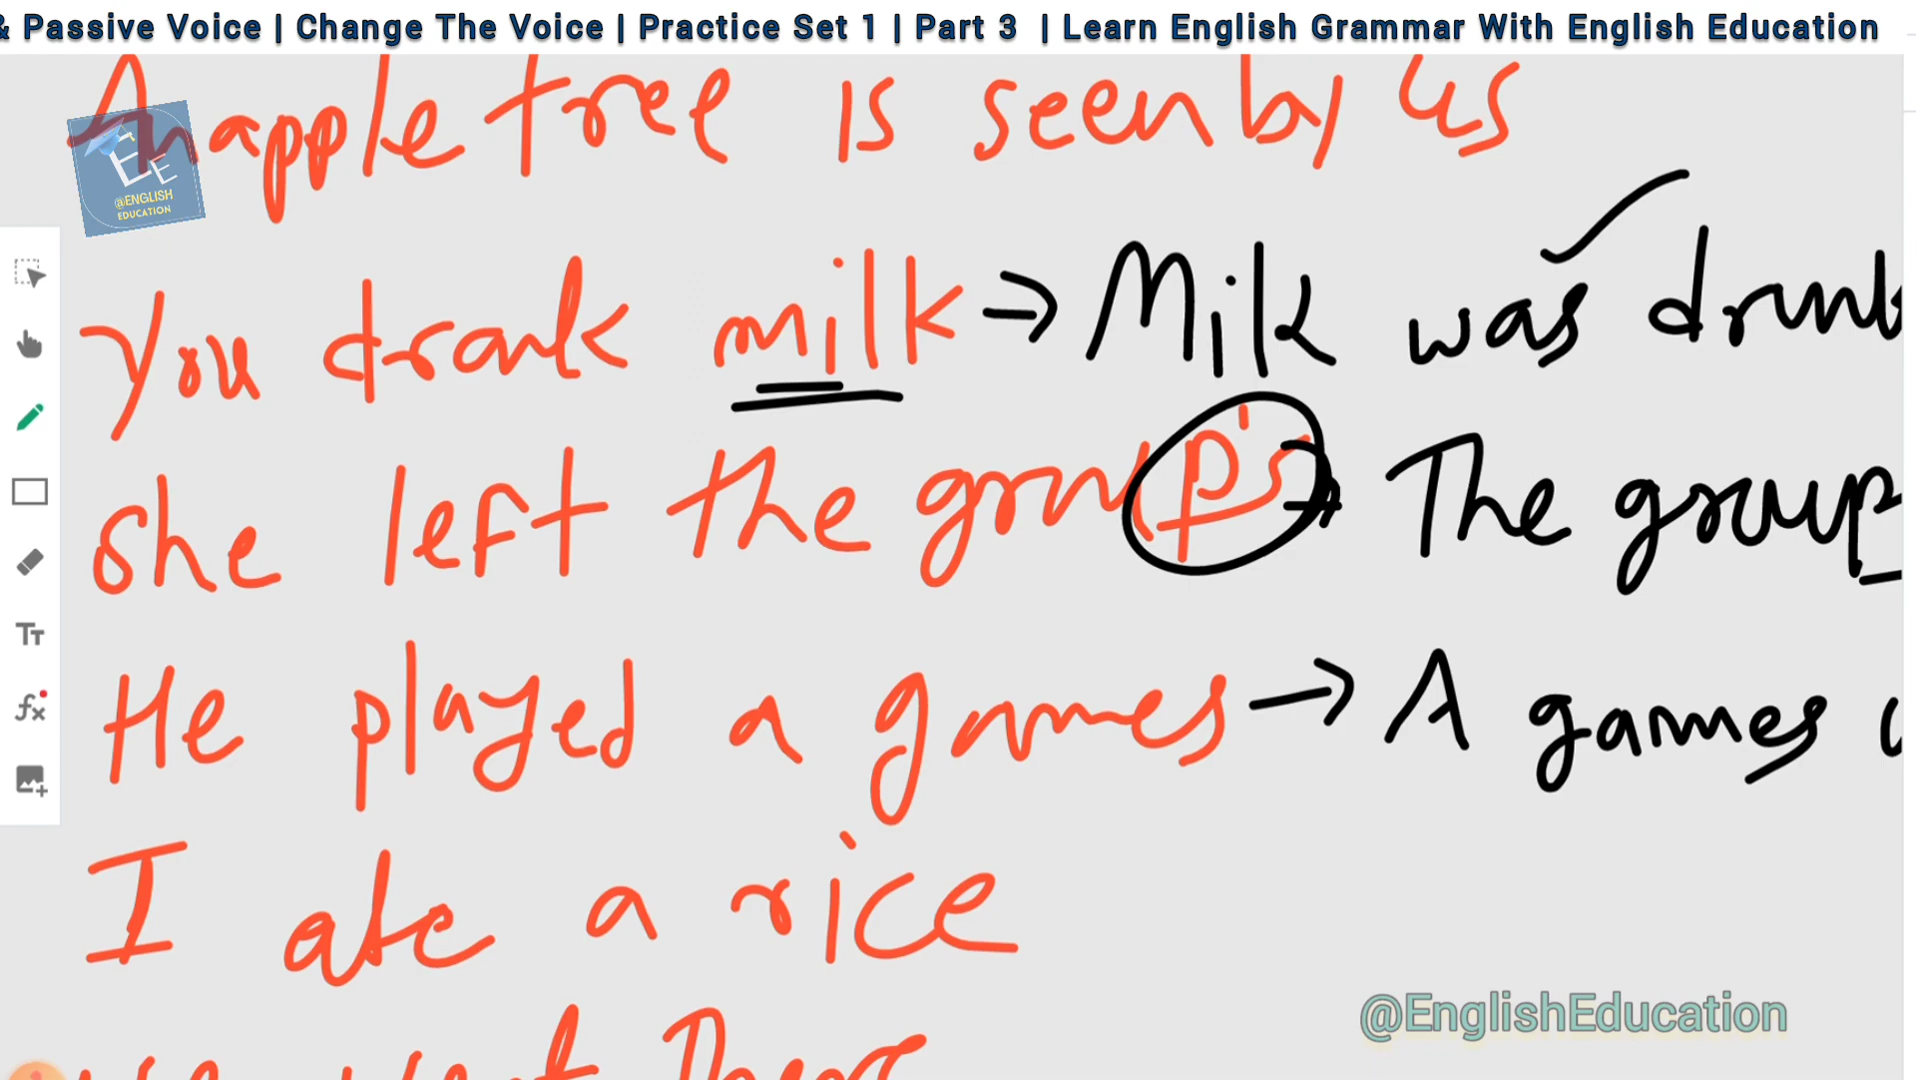 & Passive Voice | Change The Voice | Practice Set 1 | Part 3 | Learn English Grammar With English Education
An apple tree is seen by us
EE
@ENGLISH
EDUCATION
You drank milk → Milk was drunk
she left the group's → The group
He played a games → A games
I ate a rice
@EnglishEducation